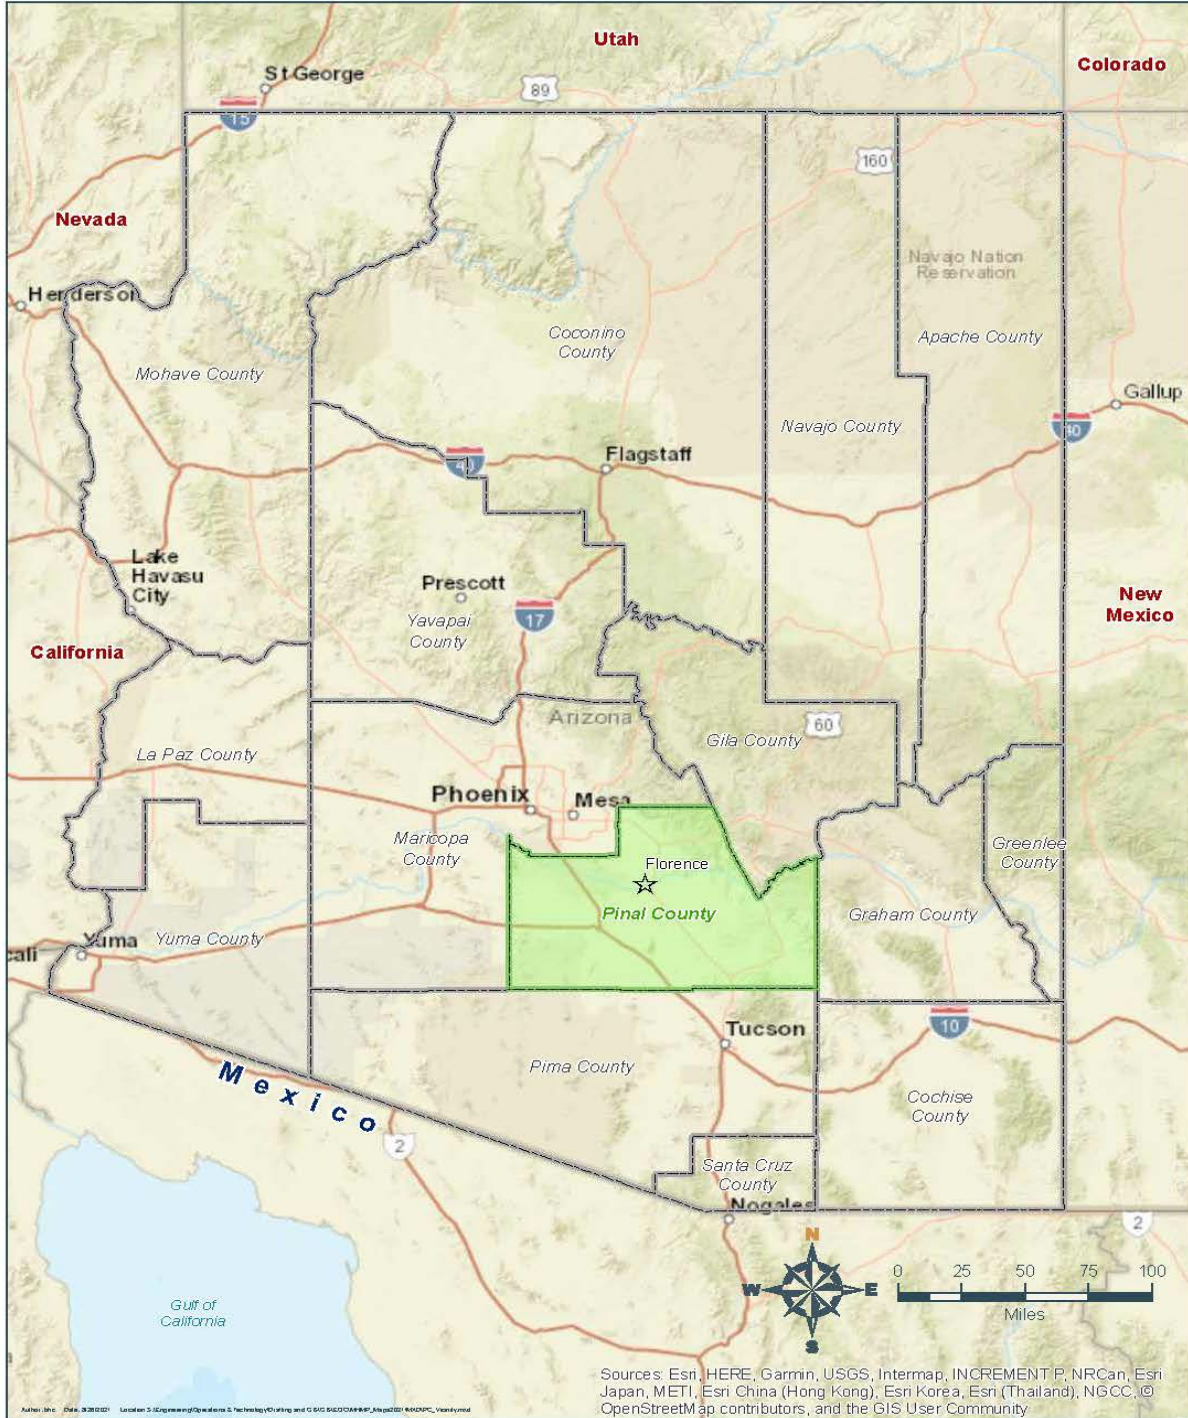 Utah
Colorado
St George
89
15
160
Nevada
Navajo Nation
Reservation
Henderson
Coconino
County
Apache County
Mohave County
Gallup
Navajo County
40
Flagstaff
40
Lake
Havasu
City
Prescott
17
Yavapai
County
New
Mexico
California
Arizona
60
Gila County
La Paz County
Phoenix
Mesa
Maricopa
County
Greenlee
County
Florence
Pinal County
Graham County
Yuma
Yuma County
cali
Tucson
10
Pima County
Mexico
Cochise
County
2
Santa Cruz
County
Nogales
2
N
W E
S
0 25 50 75 100
Miles
Gulf of
California
Sources: Esri, HERE, Garmin, USGS, Intermap, INCREMENT P, NRCan, Esri
Japan, METI, Esri China (Hong Kong), Esri Korea, Esri (Thailand), NGCC, ©
OpenStreetMap contributors, and the GIS User Community